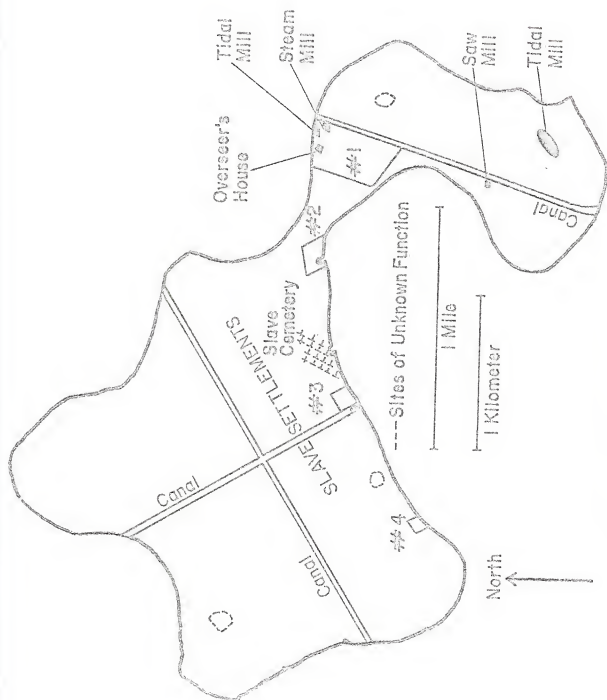 Tidal
Mill
Steam
Mill
Overseer's
House
Saw
Mill
Tidal
Mill
#1
#2
Canal
Slave
Cemetery
SLAVE SETTLEMENTS
#3
Canal
Canal
#4
---- Sites of Unknown Function
1 Mile
1 Kilometer
North